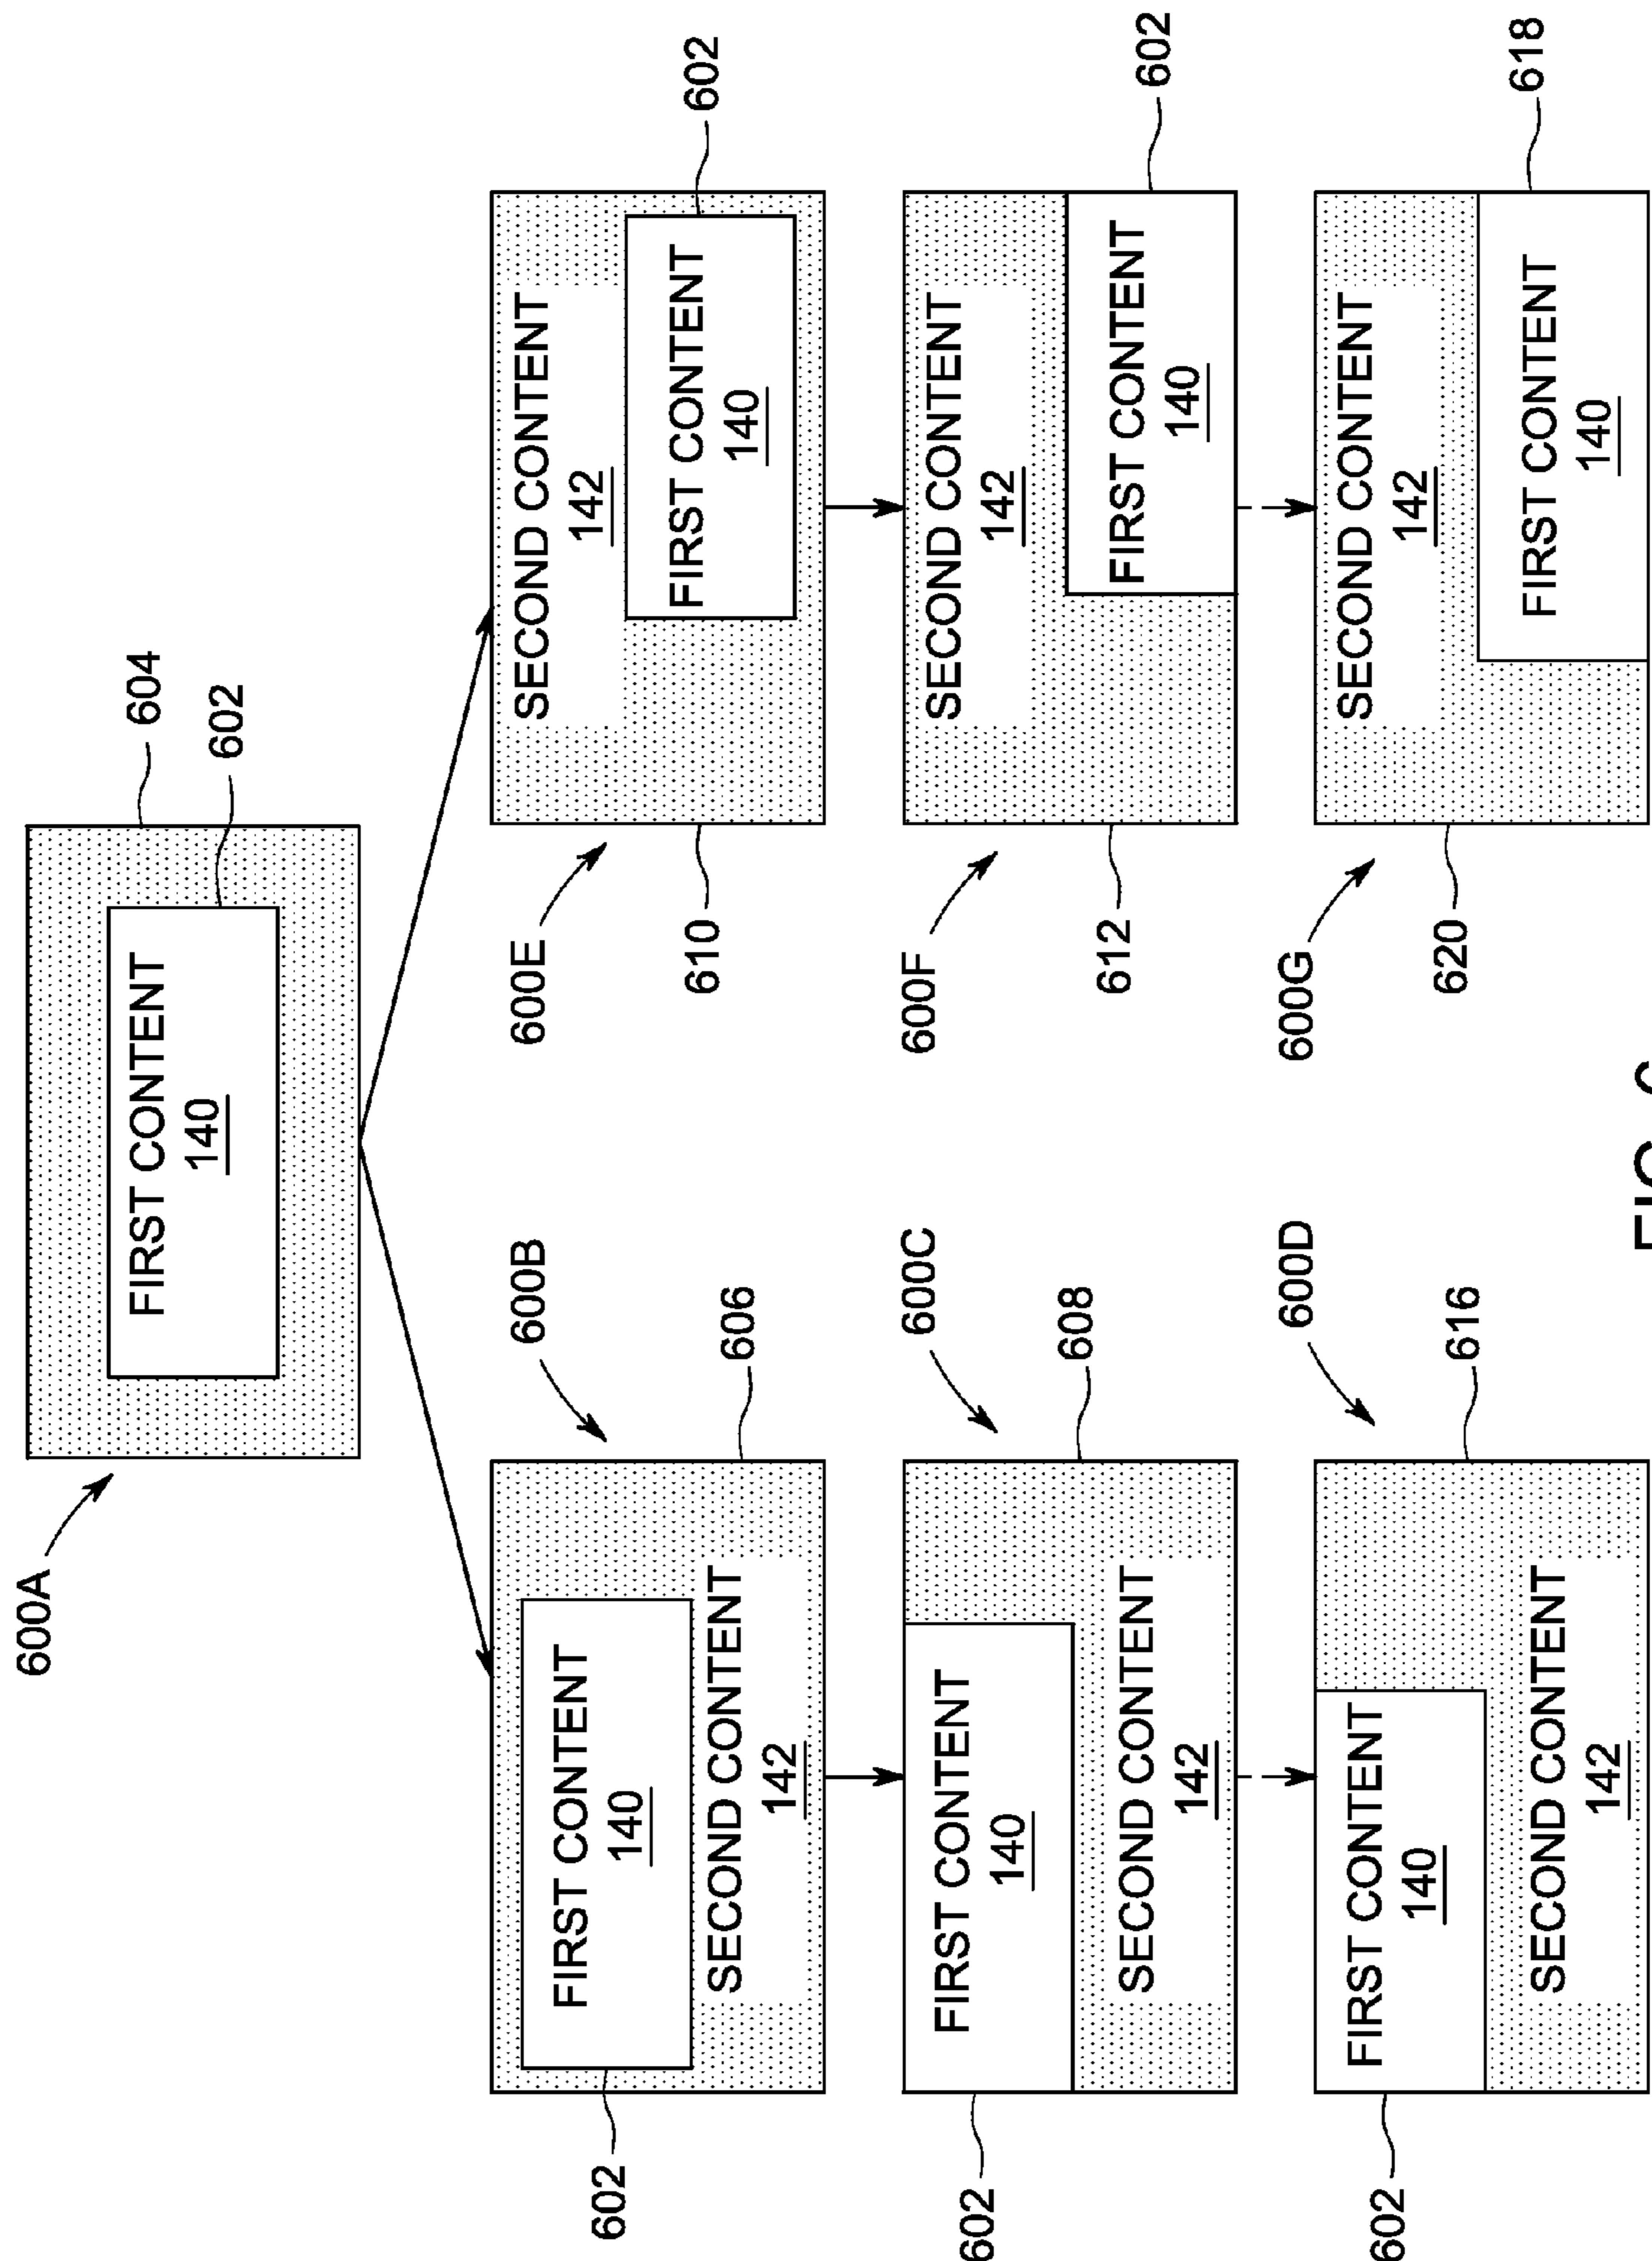 600A
604
FIRST CONTENT
140
602
600B
602
FIRST CONTENT
140
SECOND CONTENT
142
606
600E
SECOND CONTENT
142
FIRST CONTENT
140
602
610
600C
602
FIRST CONTENT
140
SECOND CONTENT
142
608
600F
SECOND CONTENT
142
FIRST CONTENT
140
602
612
600D
602
FIRST CONTENT
140
SECOND CONTENT
142
616
600G
SECOND CONTENT
142
FIRST CONTENT
140
618
620